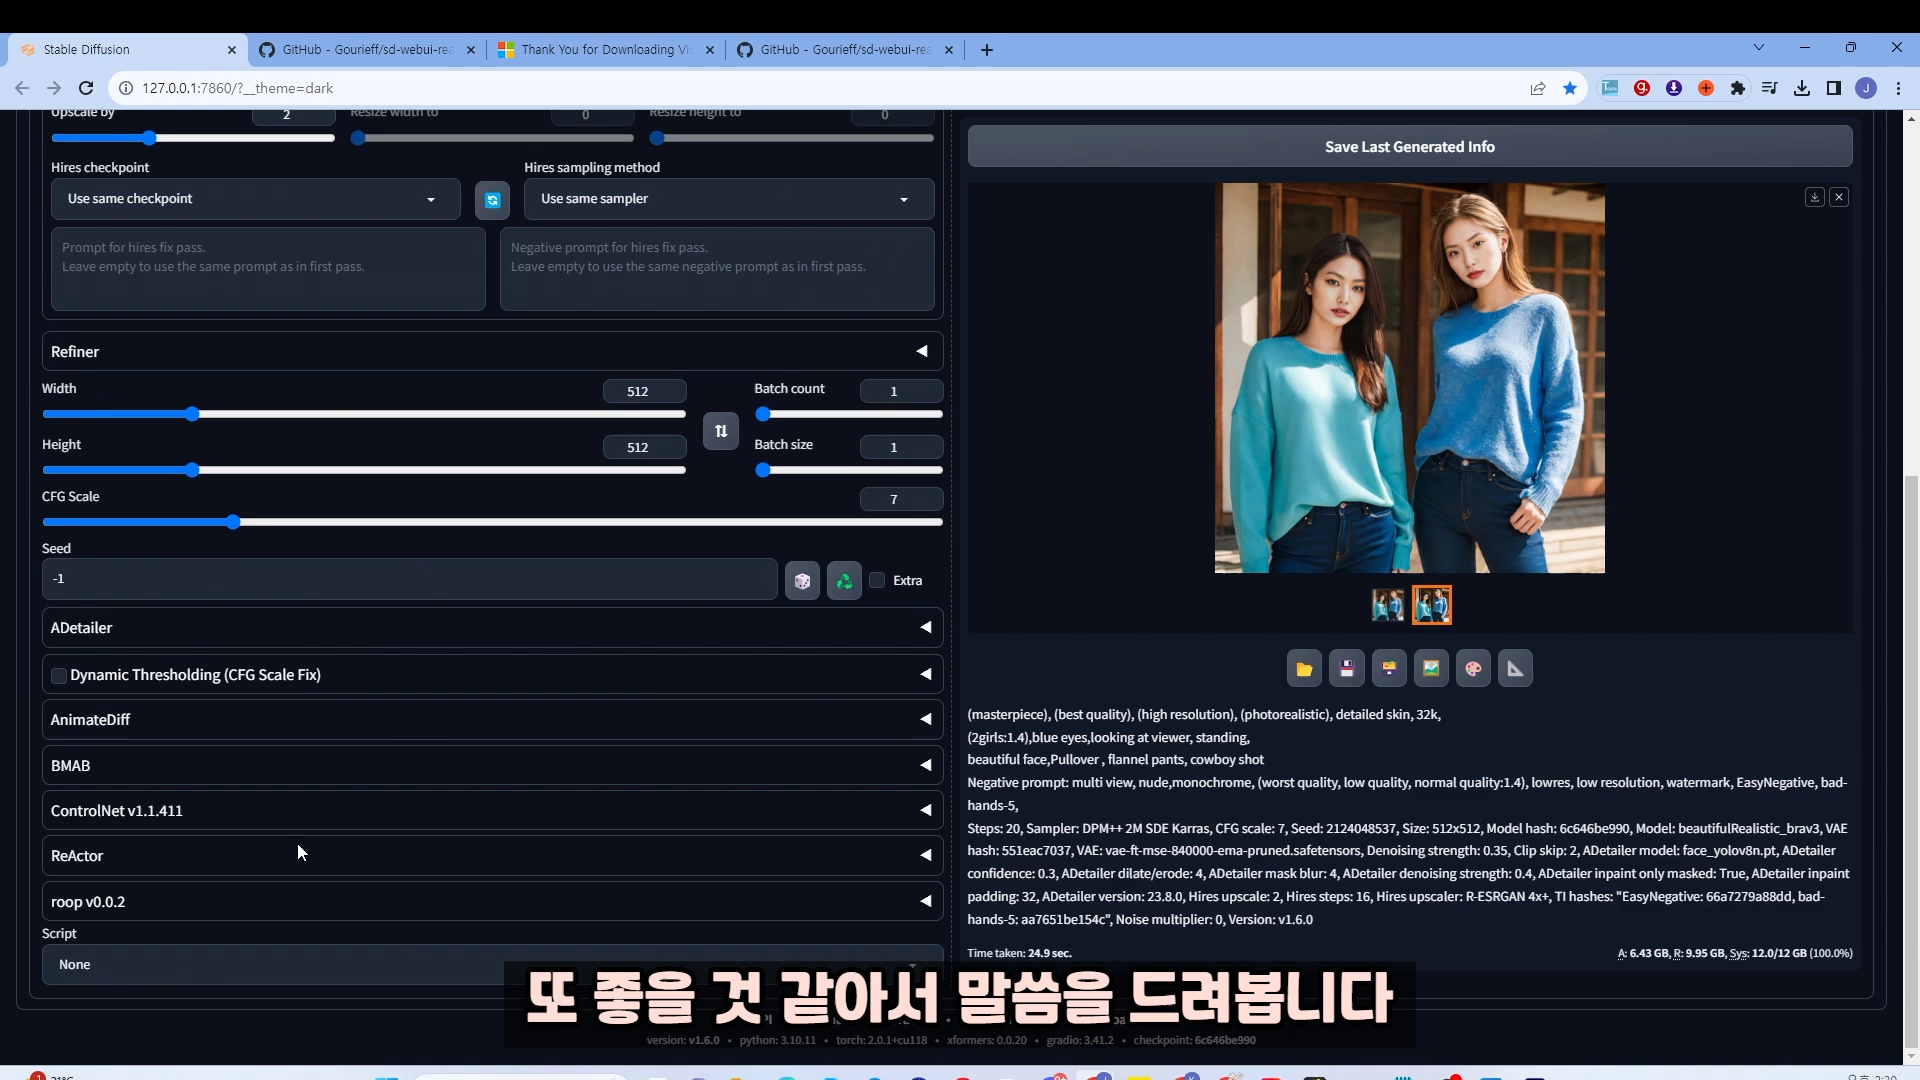 Stable Diffusion
GitHub - Gourieff/sd-webui-rea
Thank You for Downloading Vis
GitHub - Gourieff/sd-webui-rea
127.0.0.1:7860/?__theme=dark
Upscale by
2
Resize width to
0
Resize height to
0
Hires checkpoint
Hires sampling method
Use same checkpoint
Use same sampler
Prompt for hires fix pass.
Leave empty to use the same prompt as in first pass.
Negative prompt for hires fix pass.
Leave empty to use the same negative prompt as in first pass.
Refiner
Width
512
Batch count
1
Height
512
Batch size
1
CFG Scale
7
Seed
-1
Extra
ADetailer
Dynamic Thresholding (CFG Scale Fix)
AnimateDiff
BMAB
ControlNet v1.1.411
ReActor
roop v0.0.2
Script
None
Save Last Generated Info
(masterpiece), (best quality), (high resolution), (photorealistic), detailed skin, 32k,
(2girls:1.4),blue eyes,looking at viewer, standing,
beautiful face,Pullover , flannel pants, cowboy shot
Negative prompt: multi view, nude,monochrome, (worst quality, low quality, normal quality:1.4), lowres, low resolution, watermark, EasyNegative, bad-
hands-5,
Steps: 20, Sampler: DPM++ 2M SDE Karras, CFG scale: 7, Seed: 2124048537, Size: 512x512, Model hash: 6c646be990, Model: beautifulRealistic_brav3, VAE
hash: 551eac7037, VAE: vae-ft-mse-840000-ema-pruned.safetensors, Denoising strength: 0.35, Clip skip: 2, ADetailer model: face_yolov8n.pt, ADetailer
confidence: 0.3, ADetailer dilate/erode: 4, ADetailer mask blur: 4, ADetailer denoising strength: 0.4, ADetailer inpaint only masked: True, ADetailer inpaint
padding: 32, ADetailer version: 23.8.0, Hires upscale: 2, Hires steps: 16, Hires upscaler: R-ESRGAN 4x+, TI hashes: "EasyNegative: 66a7279a88dd, bad-
hands-5: aa7651be154c", Noise multiplier: 0, Version: v1.6.0
Time taken: 24.9 sec.
A: 6.43 GB, R: 9.95 GB, Sys: 12.0/12 GB (100.0%)
또 좋을 것 같아서 말씀을 드려봅니다
version: v1.6.0 • python: 3.10.11 • torch: 2.0.1+cu118 • xformers: 0.0.20 • gradio: 3.41.2 • checkpoint: 6c646be990